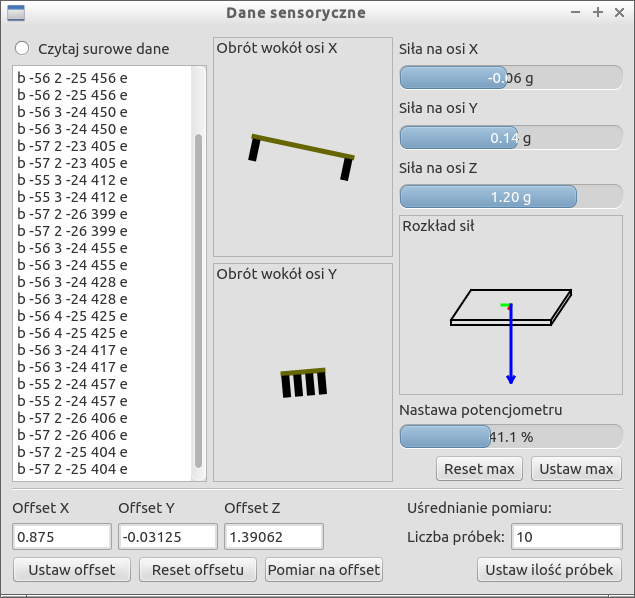 Dane sensoryczne
Czytaj surowe dane
b -56 2 -25 456 e
b -56 2 -25 456 e
b -56 3 -24 450 e
b -56 3 -24 450 e
b -57 2 -23 405 e
b -57 2 -23 405 e
b -55 3 -24 412 e
b -55 3 -24 412 e
b -57 2 -26 399 e
b -57 2 -26 399 e
b -56 3 -24 455 e
b -56 3 -24 455 e
b -56 3 -24 428 e
b -56 3 -24 428 e
b -56 4 -25 425 e
b -56 4 -25 425 e
b -56 3 -24 417 e
b -56 3 -24 417 e
b -55 2 -24 457 e
b -55 2 -24 457 e
b -57 2 -26 406 e
b -57 2 -26 406 e
b -57 2 -25 404 e
b -57 2 -25 404 e
Obrót wokół osi X
Obrót wokół osi Y
Siła na osi X
-0.06 g
Siła na osi Y
0.14 g
Siła na osi Z
1.20 g
Rozkład sił
Nastawa potencjometru
41.1 %
Reset max
Ustaw max
Offset X
Offset Y
Offset Z
0.875
-0.03125
1.39062
Ustaw offset
Reset offsetu
Pomiar na offset
Uśrednianie pomiaru:
Liczba próbek:
10
Ustaw ilość próbek